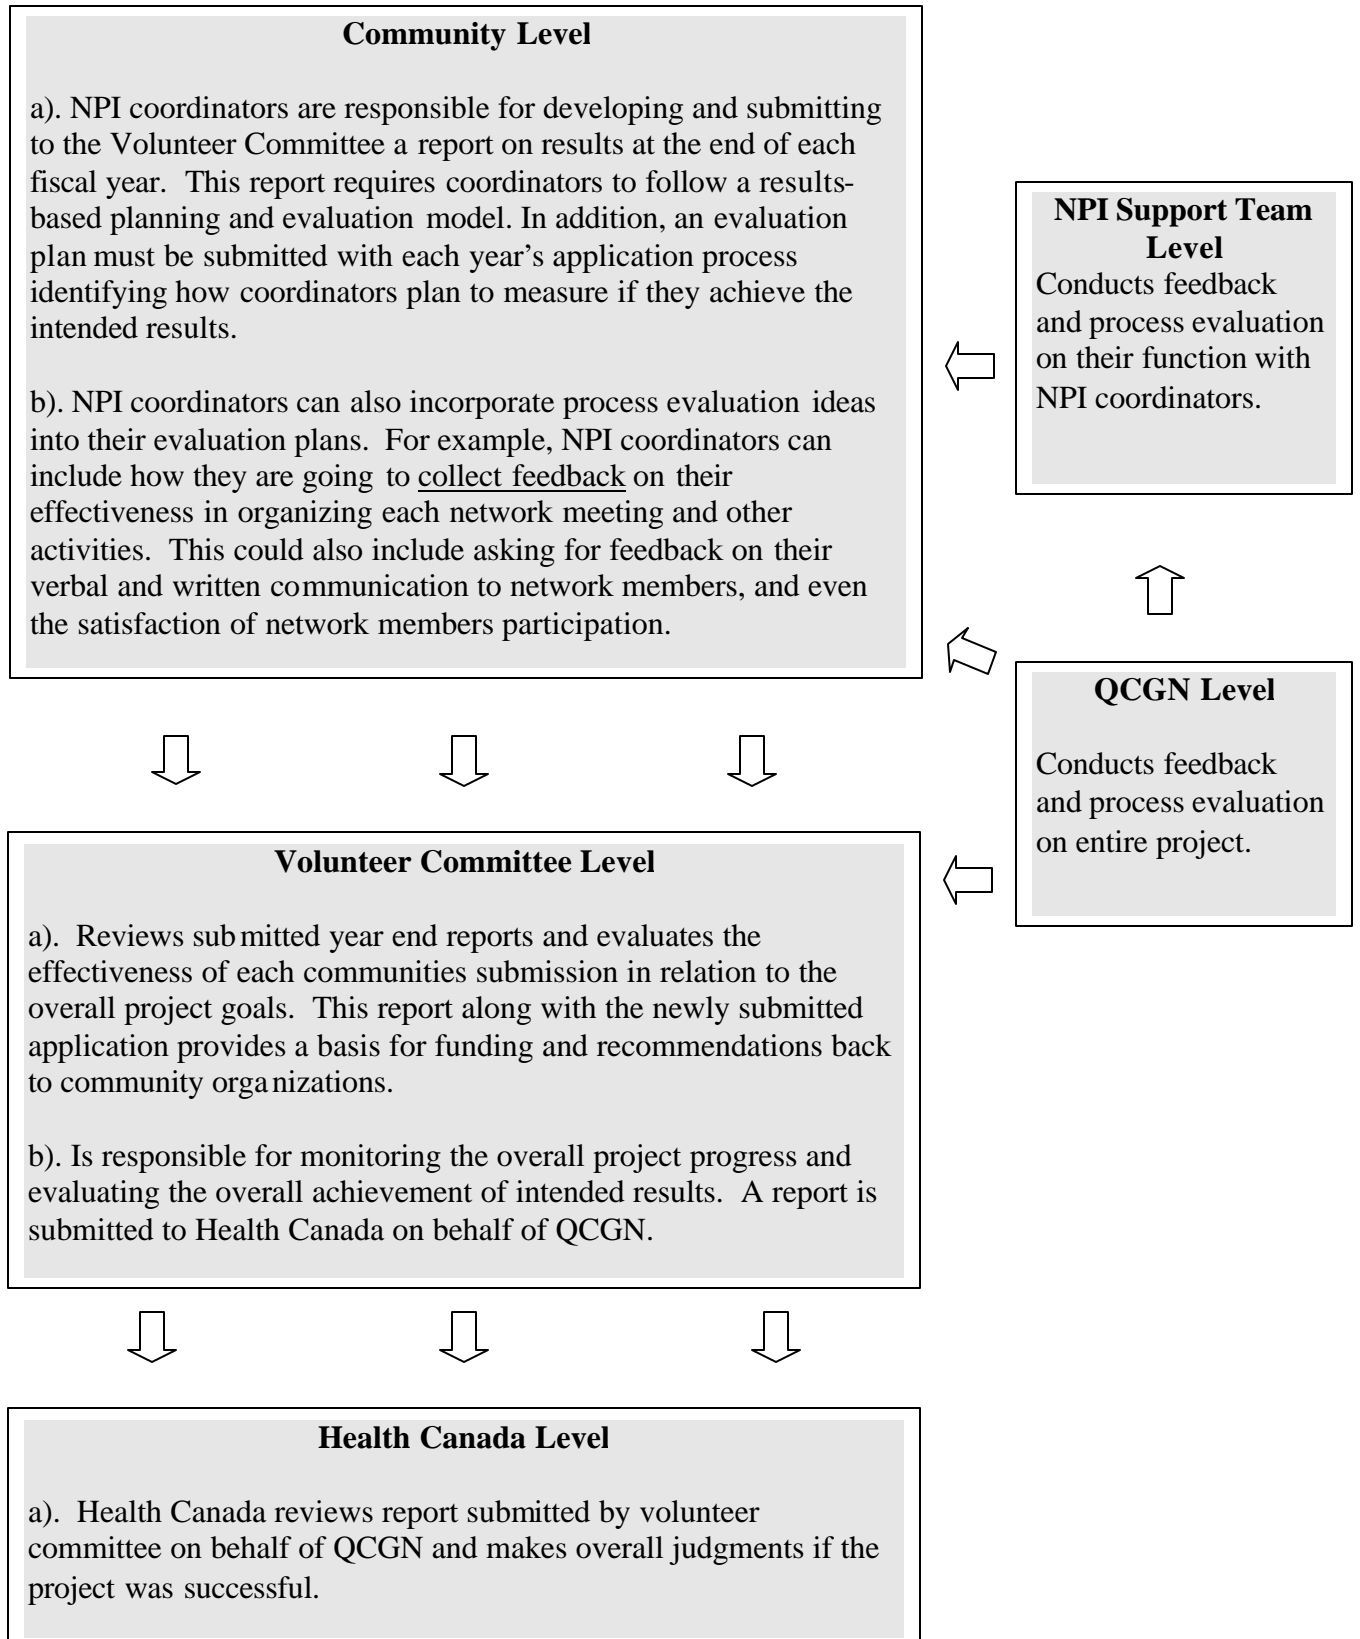 Community Level
a). NPI coordinators are responsible for developing and submitting
to the Volunteer Committee a report on results at the end of each
fiscal year. This report requires coordinators to follow a results-
based planning and evaluation model. In addition, an evaluation
plan must be submitted with each year’s application process
identifying how coordinators plan to measure if they achieve the
intended results.
b). NPI coordinators can also incorporate process evaluation ideas
into their evaluation plans. For example, NPI coordinators can
include how they are going to collect feedback on their
effectiveness in organizing each network meeting and other
activities. This could also include asking for feedback on their
verbal and written communication to network members, and even
the satisfaction of network members participation.
NPI Support Team
Level
Conducts feedback
and process evaluation
on their function with
NPI coordinators.
QCGN Level
Conducts feedback
and process evaluation
on entire project.
Volunteer Committee Level
a). Reviews submitted year end reports and evaluates the
effectiveness of each communities submission in relation to the
overall project goals. This report along with the newly submitted
application provides a basis for funding and recommendations back
to community organizations.
b). Is responsible for monitoring the overall project progress and
evaluating the overall achievement of intended results. A report is
submitted to Health Canada on behalf of QCGN.
Health Canada Level
a). Health Canada reviews report submitted by volunteer
committee on behalf of QCGN and makes overall judgments if the
project was successful.